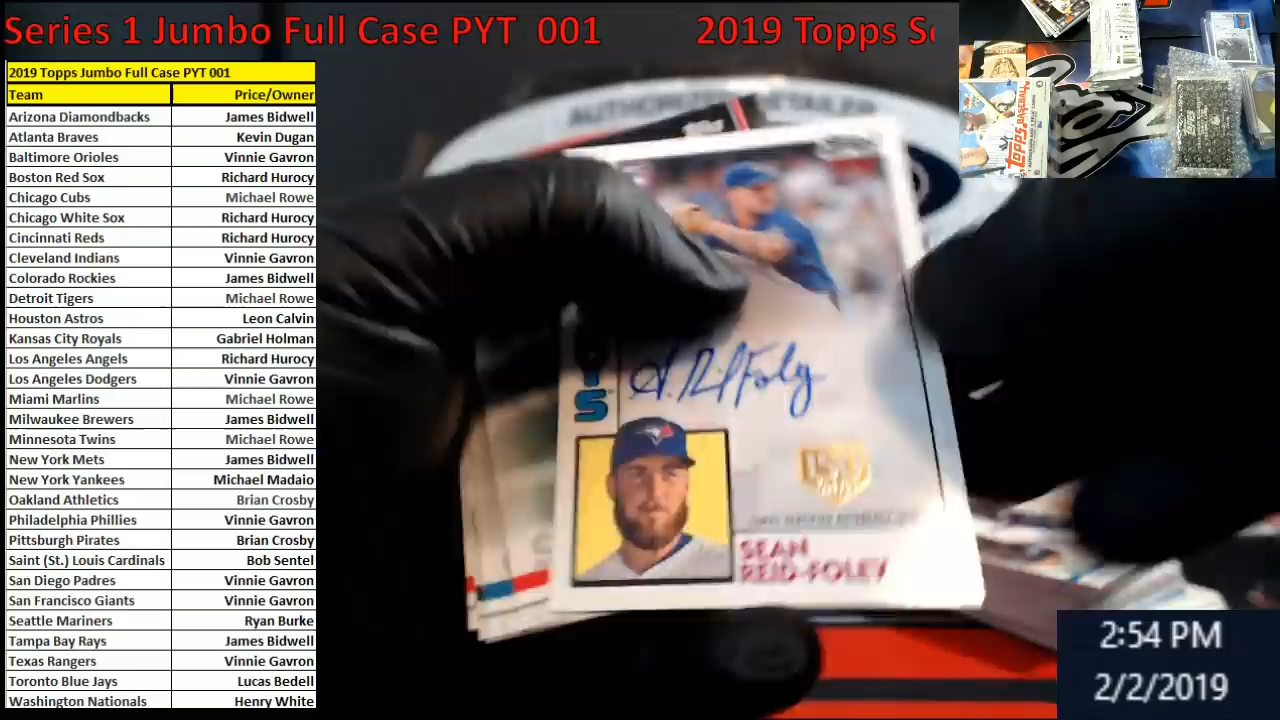 Series 1 Jumbo Full Case PYT 001 2019 Topps Se
2019 Topps Jumbo Full Case PYT 001
Team Price/Owner
Arizona Diamondbacks James Bidwell
Atlanta Braves Kevin Dugan
Baltimore Orioles Vinnie Gavron
Boston Red Sox Richard Hurocy
Chicago Cubs Michael Rowe
Chicago White Sox Richard Hurocy
Cincinnati Reds Richard Hurocy
Cleveland Indians Vinnie Gavron
Colorado Rockies James Bidwell
Detroit Tigers Michael Rowe
Houston Astros Leon Calvin
Kansas City Royals Gabriel Holman
Los Angeles Angels Richard Hurocy
Los Angeles Dodgers Vinnie Gavron
Miami Marlins Michael Rowe
Milwaukee Brewers James Bidwell
Minnesota Twins Michael Rowe
New York Mets James Bidwell
New York Yankees Michael Madaio
Oakland Athletics Brian Crosby
Philadelphia Phillies Vinnie Gavron
Pittsburgh Pirates Brian Crosby
Saint (St.) Louis Cardinals Bob Sentel
San Diego Padres Vinnie Gavron
San Francisco Giants Vinnie Gavron
Seattle Mariners Ryan Burke
Tampa Bay Rays James Bidwell
Texas Rangers Vinnie Gavron
Toronto Blue Jays Lucas Bedell
Washington Nationals Henry White
AUTHORIZED RETAILER
YS
SEAN
REID-FOLEY
Topps BASEBALL
2:54 PM
2/2/2019